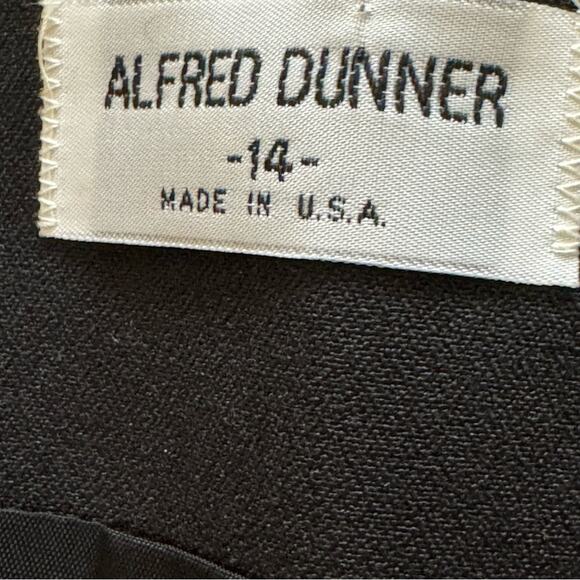 ALFRED DUNNER
-14-
MADE IN U.S.A.